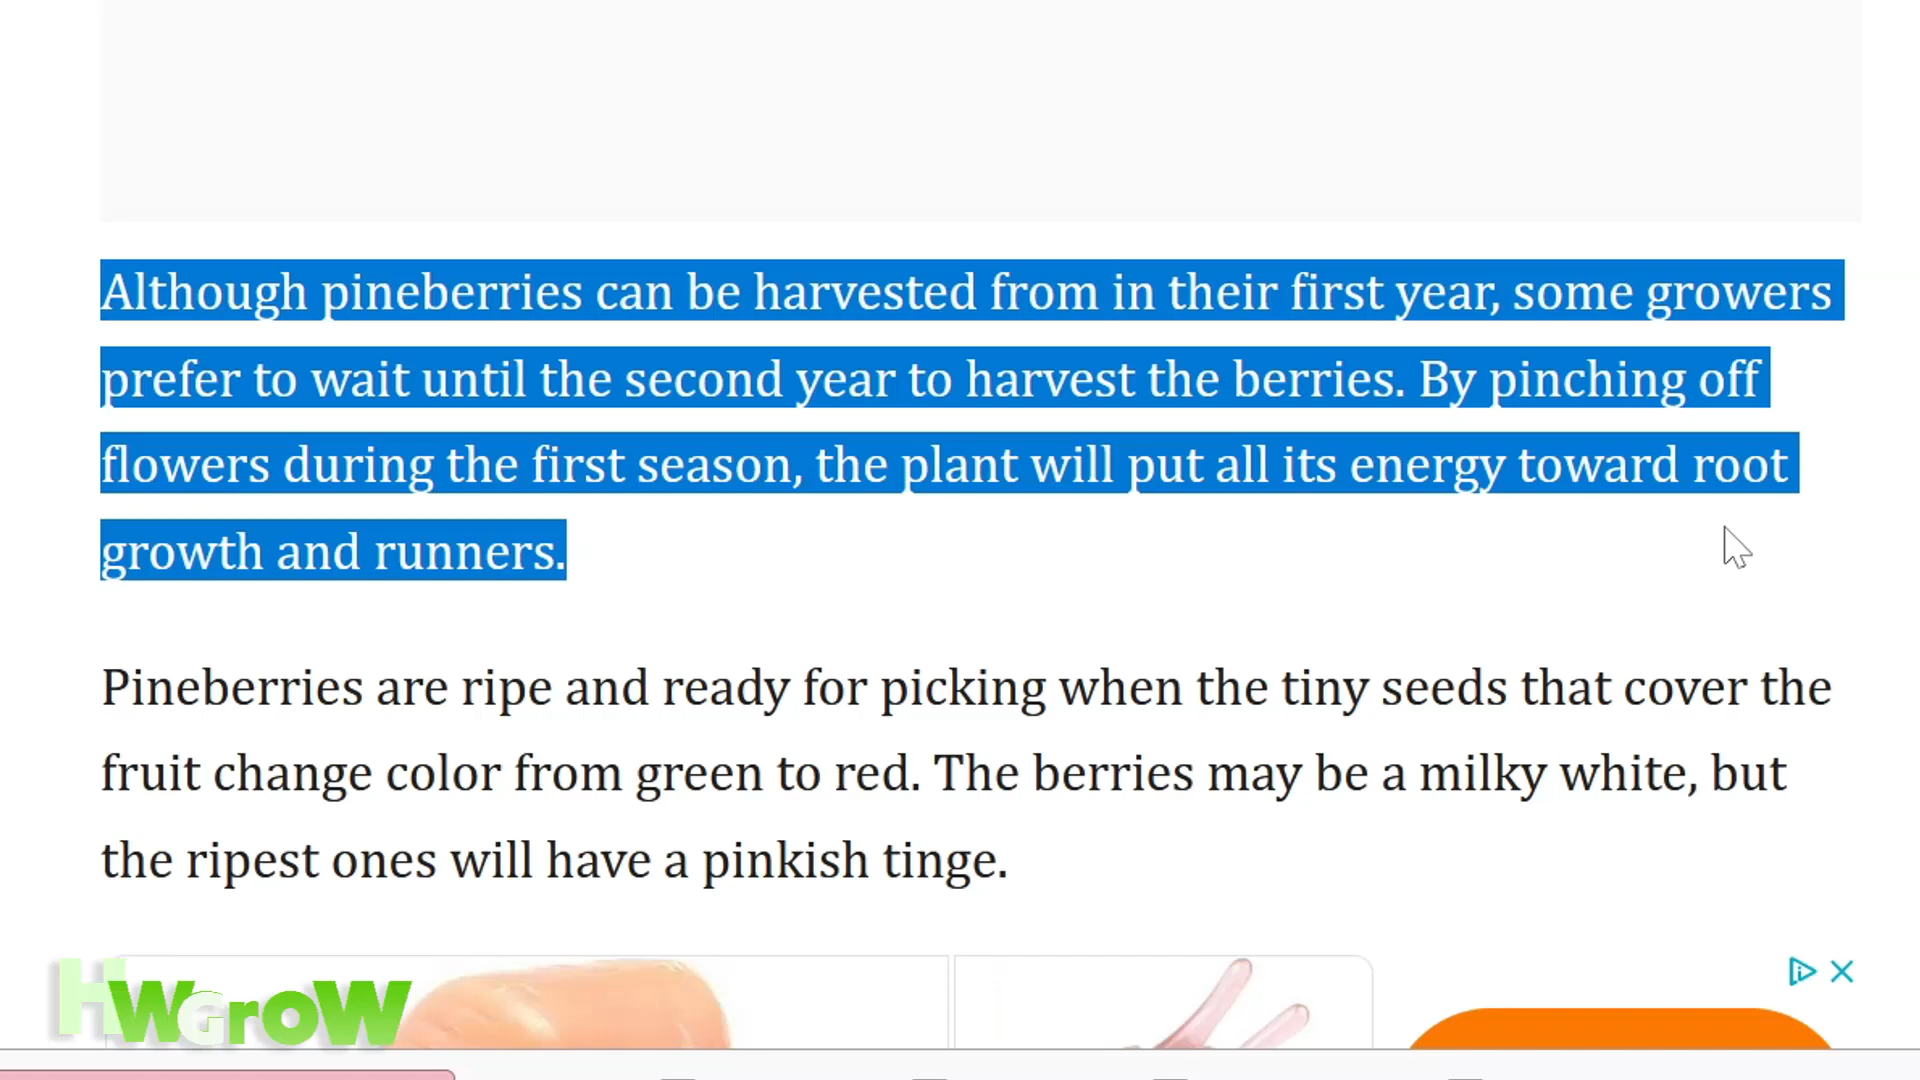 Although pineberries can be harvested from in their first year, some growers
prefer to wait until the second year to harvest the berries. By pinching off
flowers during the first season, the plant will put all its energy toward root
growth and runners.
Pineberries are ripe and ready for picking when the tiny seeds that cover the
fruit change color from green to red. The berries may be a milky white, but
the ripest ones will have a pinkish tinge.
HWGroW